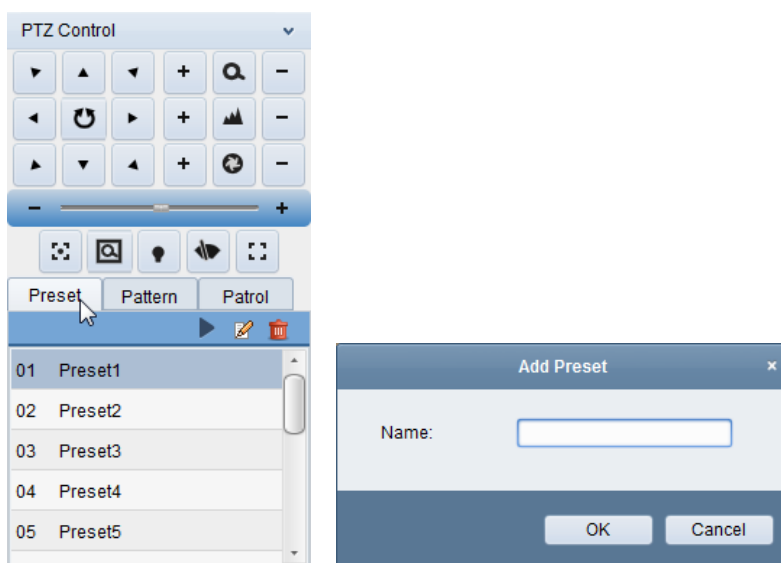 PTZ Control
Preset Pattern Patrol
01 Preset1
02 Preset2
03 Preset3
04 Preset4
05 Preset5
Add Preset ×
Name:
OK Cancel